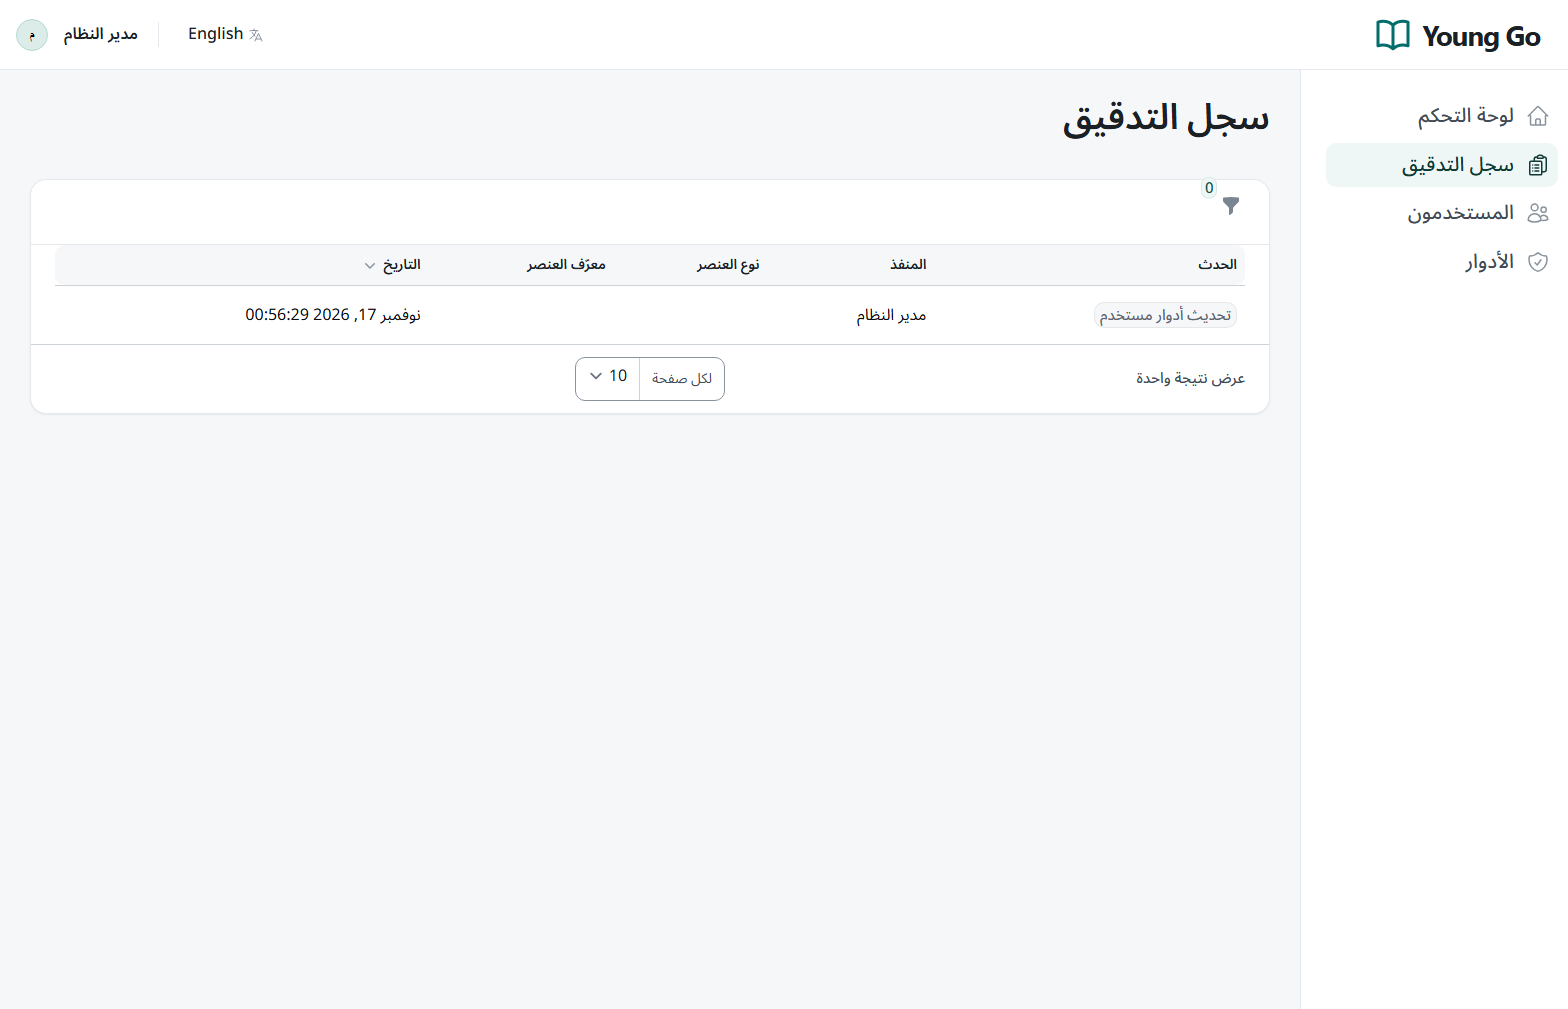 Young Go
English
مدير النظام
م
لوحة التحكم
سجل التدقيق
المستخدمون
الأدوار
سجل التدقيق
0
الحدث المنفذ نوع العنصر معرّف العنصر التاريخ
تحديث أدوار مستخدم مدير النظام نوفمبر 17, 2026 00:56:29
عرض نتيجة واحدة لكل صفحة 10